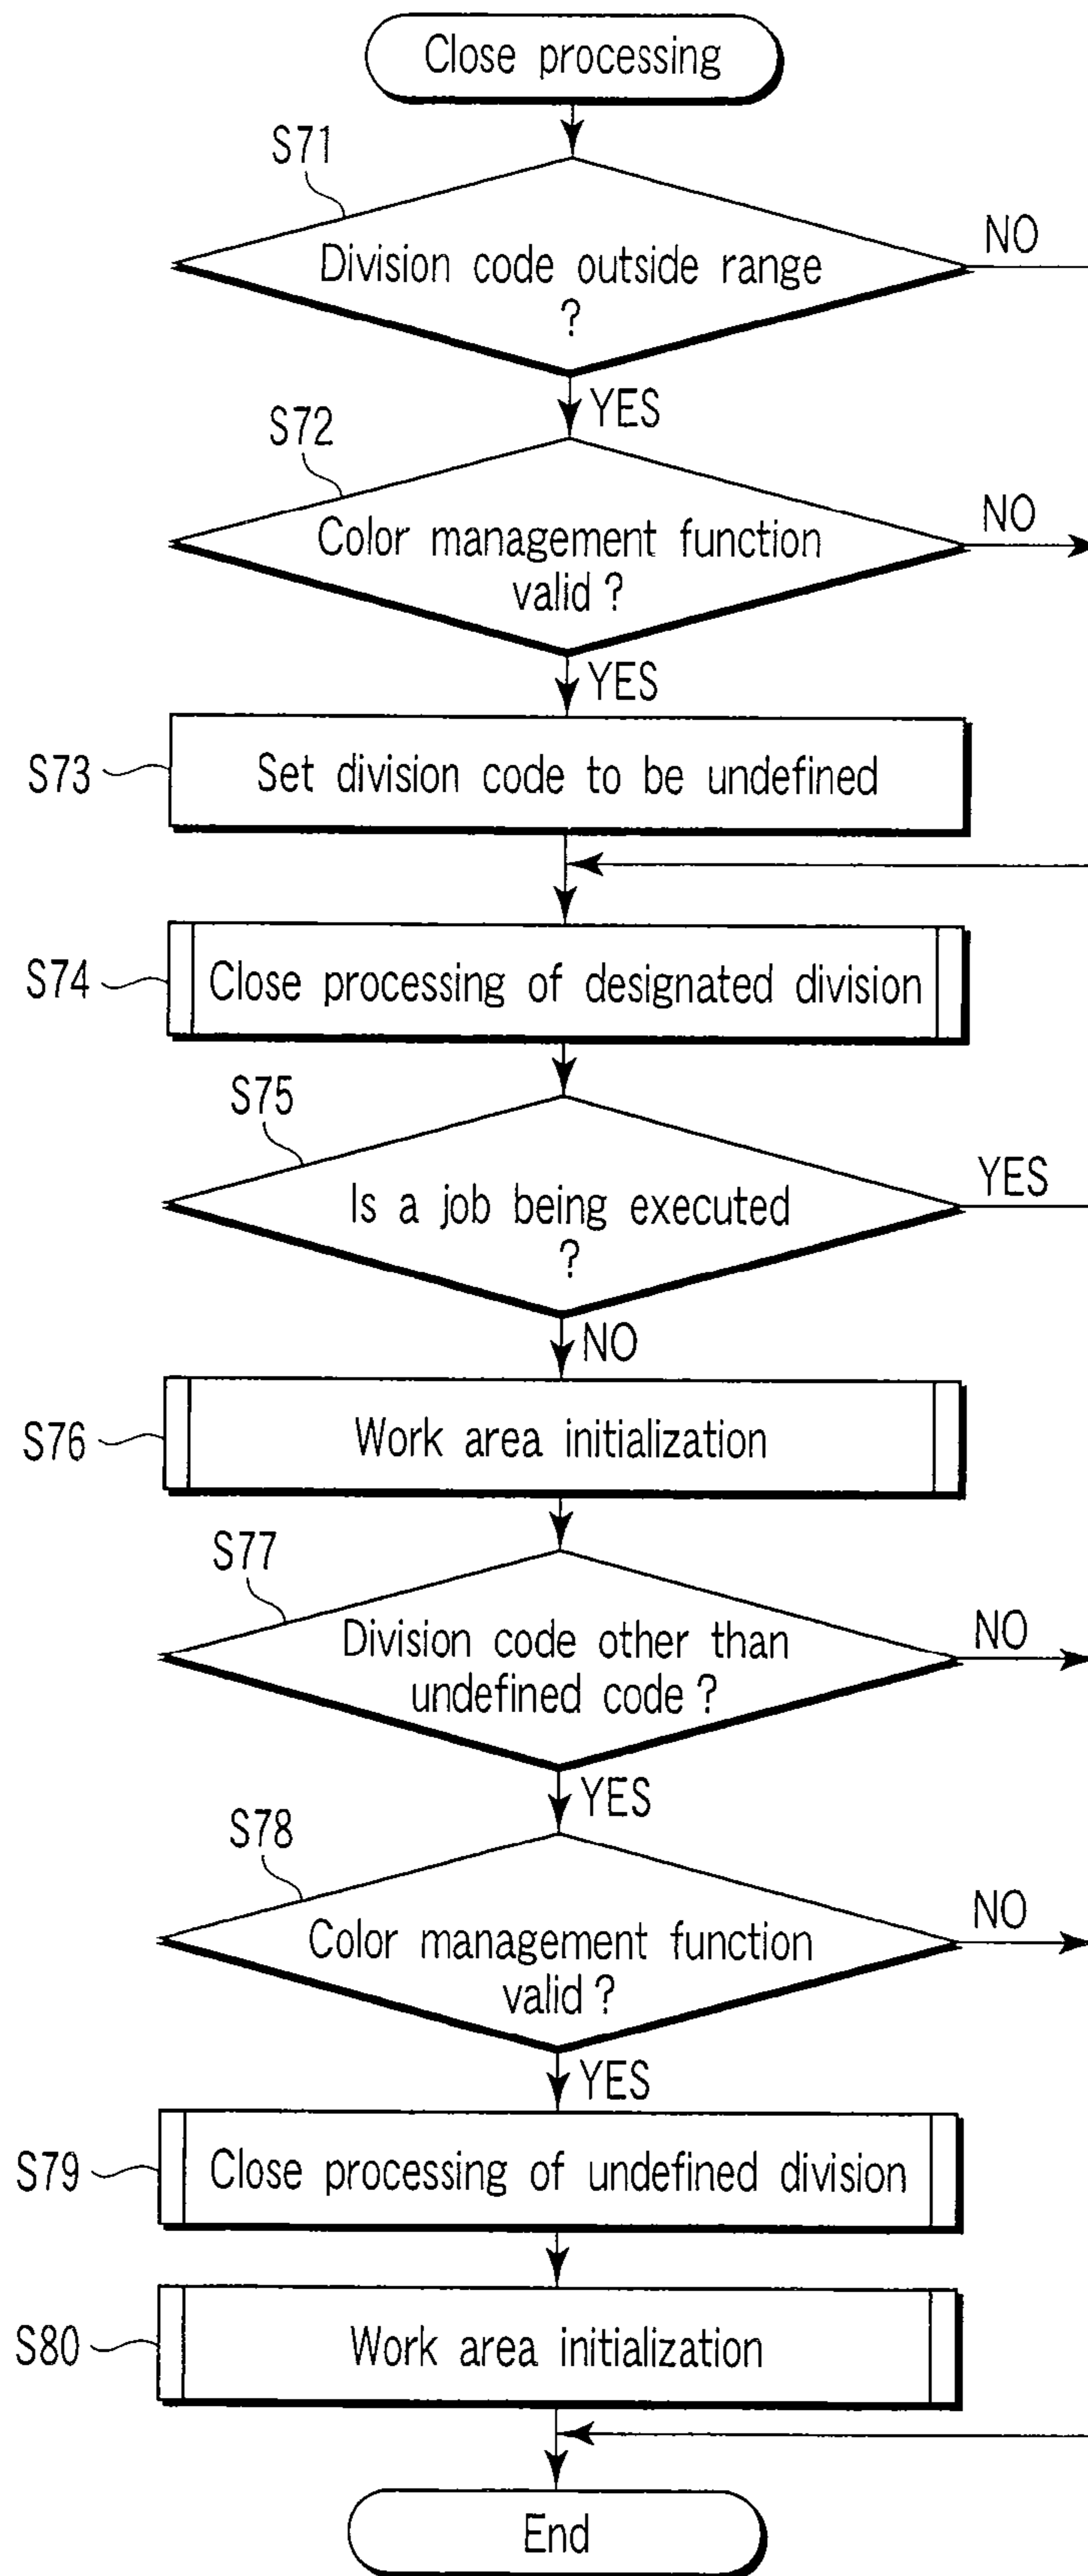 Close processing
S71
Division code outside range
?
NO
YES
S72
Color management function
valid ?
NO
YES
S73
Set division code to be undefined
S74
Close processing of designated division
S75
Is a job being executed
?
YES
NO
S76
Work area initialization
S77
Division code other than
undefined code ?
NO
YES
S78
Color management function
valid ?
NO
YES
S79
Close processing of undefined division
S80
Work area initialization
End